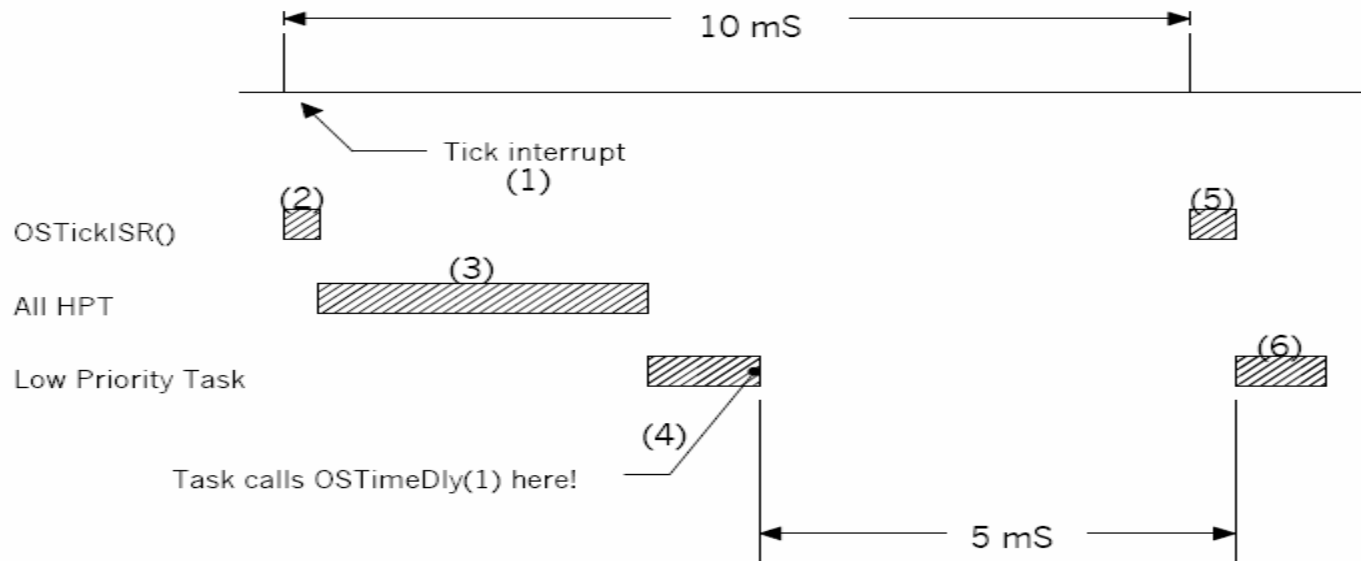 10 mS
Tick interrupt
(1)
(2)
(5)
OSTickISR()
(3)
All HPT
(6)
Low Priority Task
(4)
Task calls OSTimeDly(1) here!
5 mS